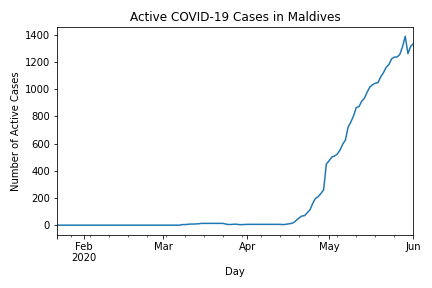 Active COVID-19 Cases in Maldives
1400
1200
1000
800
600
400
200
0
Number of Active Cases
Feb
2020
Mar
Apr
May
Jun
Day